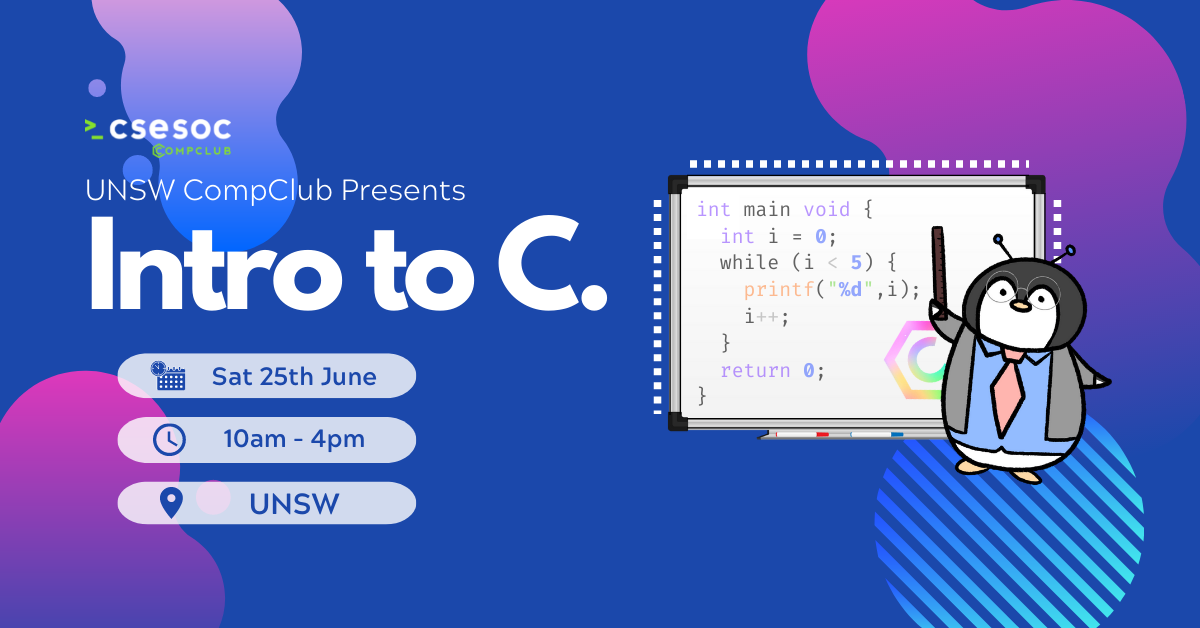 >_ csesoc
COMPCLUB
UNSW CompClub Presents
Intro to C.
Sat 25th June
10am - 4pm
UNSW
int main void {
int i = 0;
while (i < 5) {
printf("%d",i);
i++;
}
return 0;
}